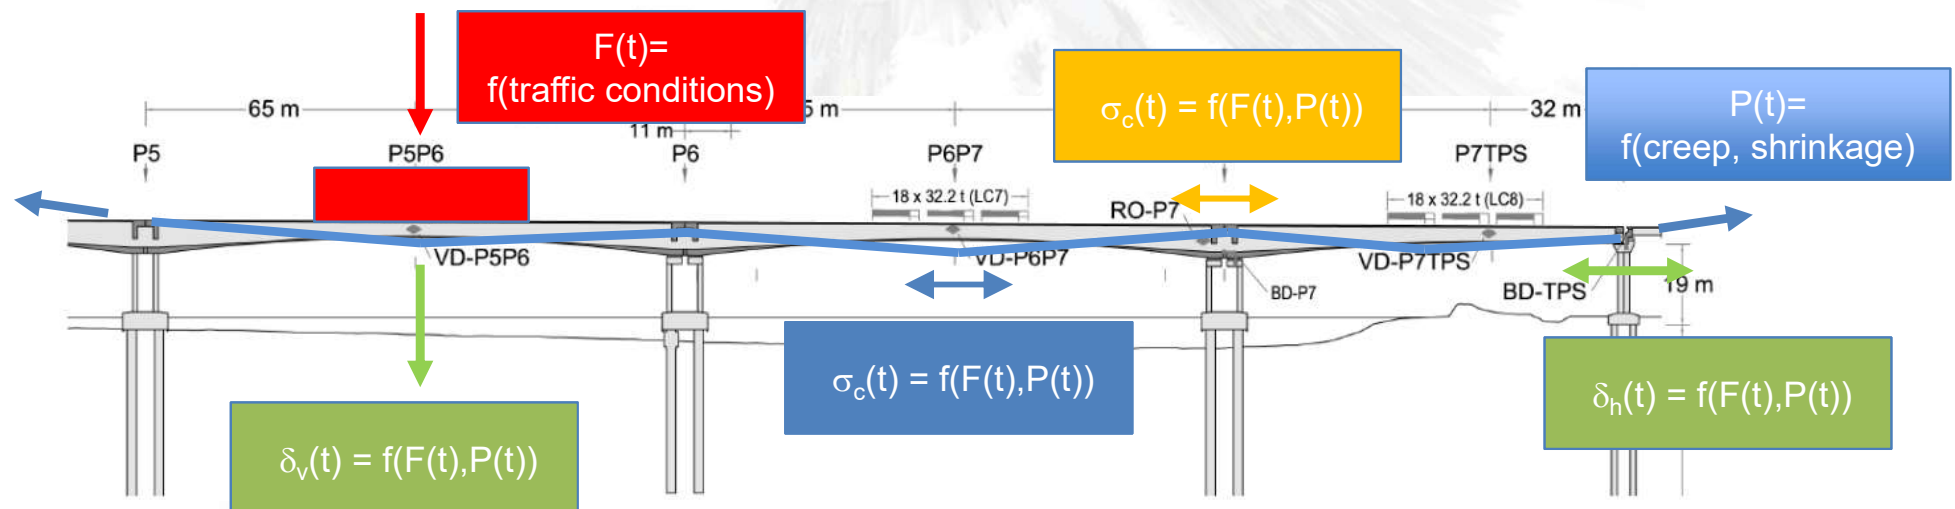 F(t)=
f(traffic conditions)
σc(t) = f(F(t),P(t))
P(t)=
f(creep, shrinkage)
65 m
5 m
32 m
11 m
P5
P5P6
P6
P6P7
P7TPS
18 x 32.2 t (LC7)
RO-P7
18 x 32.2 t (LC8)
VD-P5P6
VD-P6P7
VD-P7TPS
BD-P7
BD-TPS
19 m
σc(t) = f(F(t),P(t))
δh(t) = f(F(t),P(t))
δv(t) = f(F(t),P(t))